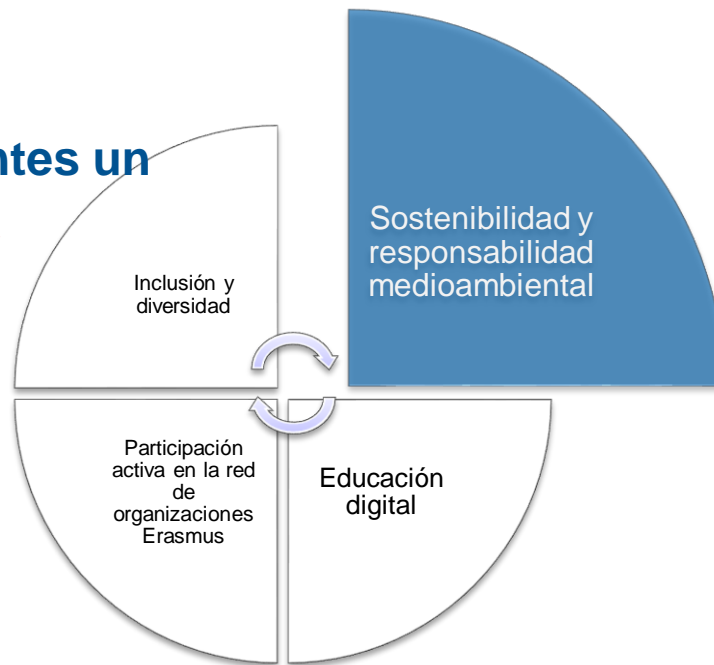 ntes un
Inclusión y
diversidad
Sostenibilidad y
responsabilidad
medioambiental
Participación
activa en la red
de
organizaciones
Erasmus
Educación
digital